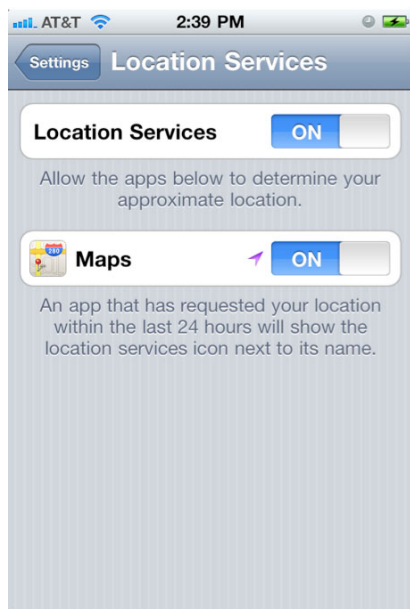 AT&T 2:39 PM
Settings Location Services
Location Services ON
Allow the apps below to determine your
approximate location.
280
Maps ON
An app that has requested your location
within the last 24 hours will show the
location services icon next to its name.